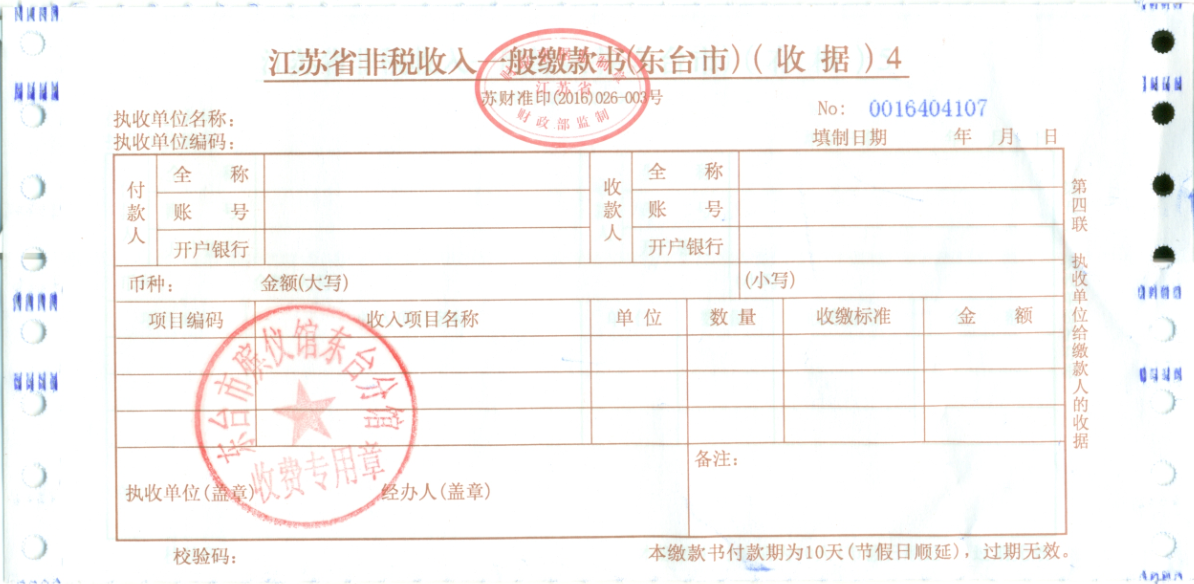 江苏省非税收入一般缴款书(东台市)(收据)4
苏财准印(2016)026-003号
江苏省
财政部监制
No: 0016404107
执收单位名称:
执收单位编码:
填制日期 年 月 日
付款人 全称 收款人 全称
账号 账号
开户银行 开户银行
币种: 金额(大写) (小写)
项目编码 收入项目名称 单位 数量 收缴标准 金额
东台市殡仪馆东台分馆
收费专用章
备注:
执收单位(盖章) 经办人(盖章)
校验码: 本缴款书付款期为10天(节假日顺延),过期无效。
第四联 执收单位给缴款人的收据